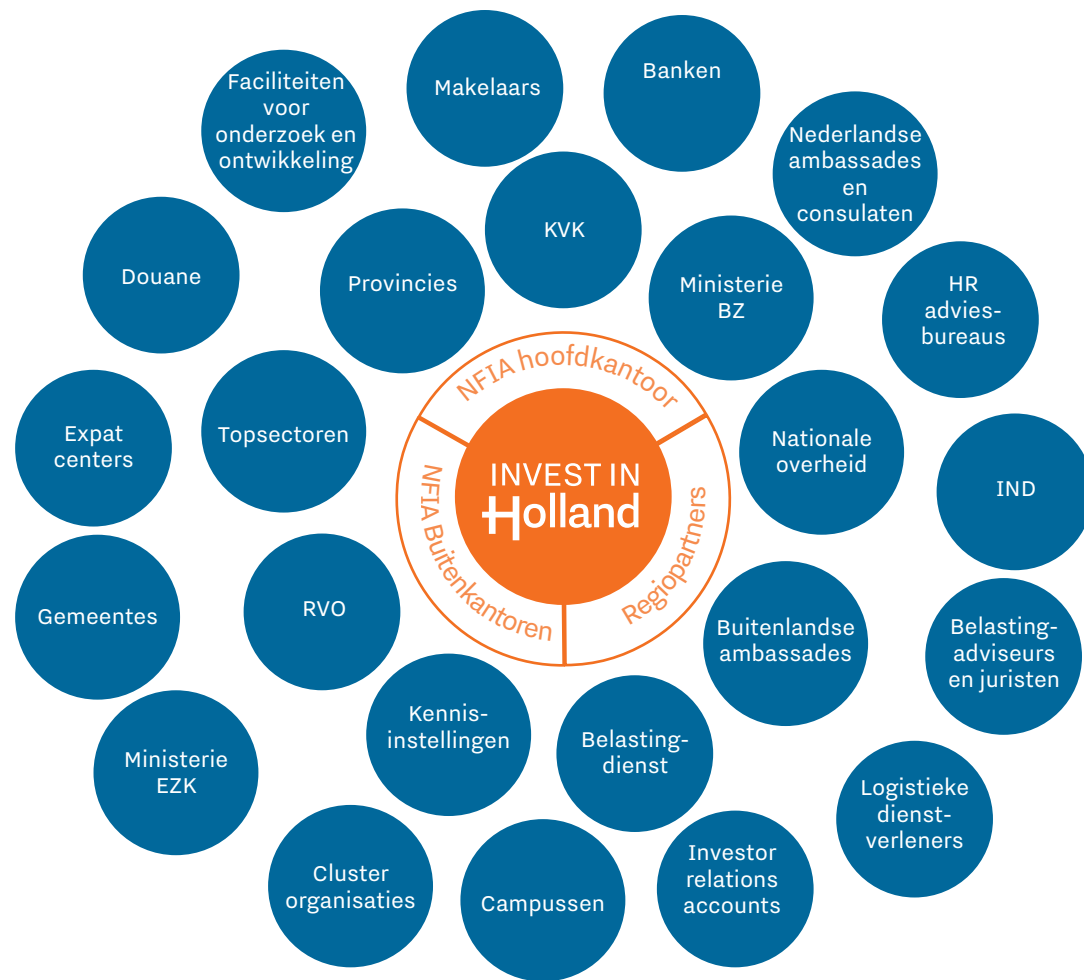 Faciliteiten
voor
onderzoek en
ontwikkeling
Makelaars
Banken
Nederlandse
ambassades
en
consulaten
Douane
Provincies
KVK
Ministerie
BZ
HR
advies-
bureaus
Expat
centers
Topsectoren
NFIA hoofdkantoor
NFIA Buitenkantoren
Regiopartners
INVEST IN
Holland
Nationale
overheid
IND
Gemeentes
RVO
Buitenlandse
ambassades
Belasting-
adviseurs
en juristen
Ministerie
EZK
Kennis-
instellingen
Belasting-
dienst
Logistieke
dienst-
verleners
Cluster
organisaties
Campussen
Investor
relations
accounts